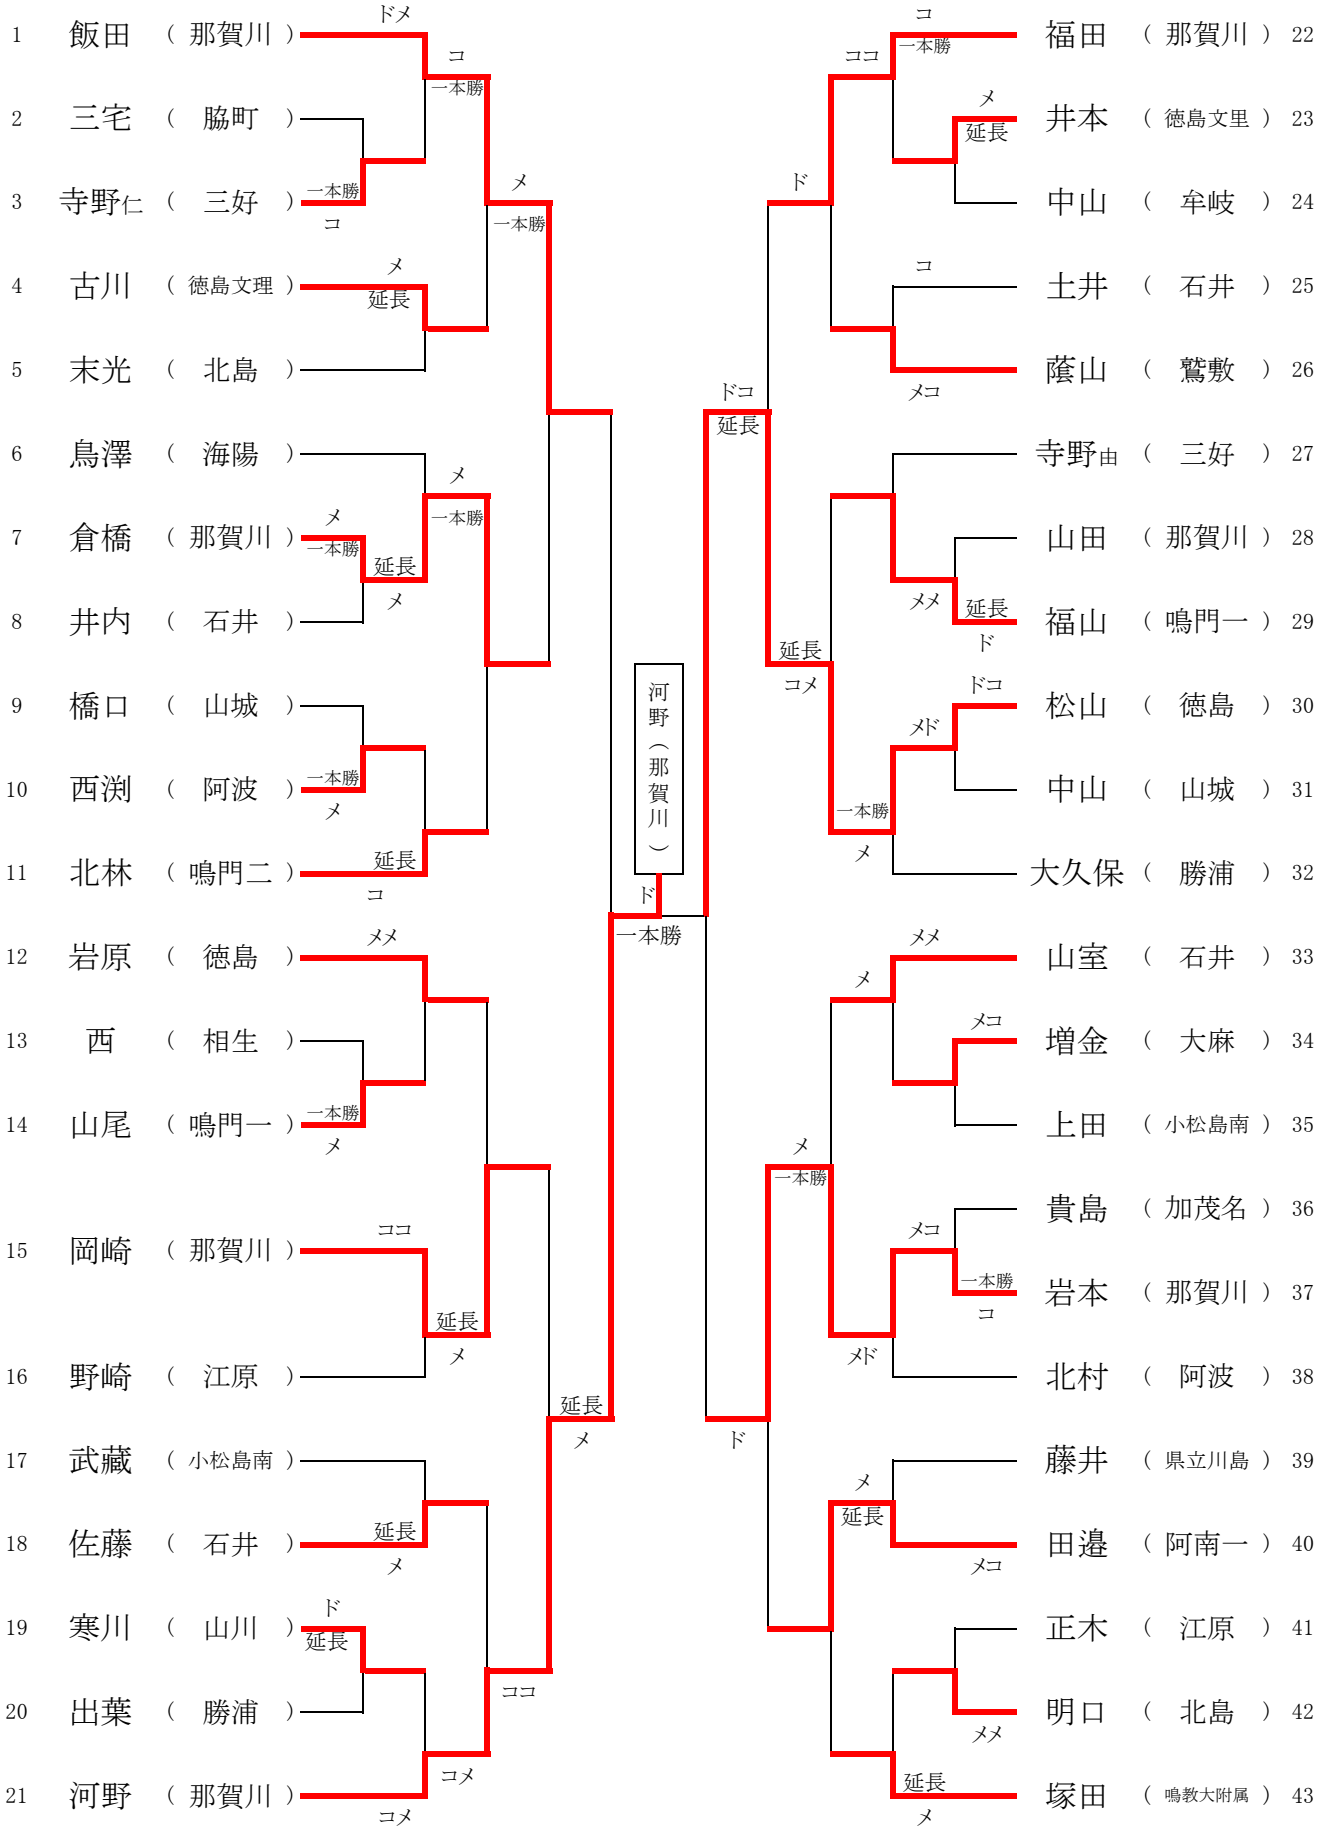 ドメ
1 飯田 （ 那賀川 ）
コ
一本勝
2 三宅 （ 脇町 ）
一本勝
3 寺野仁 （ 三好 ）
コ
メ
一本勝
メ
4 古川 （ 徳島文理 ）
延長
5 末光 （ 北島 ）
6 鳥澤 （ 海陽 ）
メ
一本勝
メ
7 倉橋 （ 那賀川 ）
一本勝
延長
メ
8 井内 （ 石井 ）
9 橋口 （ 山城 ）
一本勝
10 西渕 （ 阿波 ）
メ
延長
11 北林 （ 鳴門二 ）
コ
メメ
12 岩原 （ 徳島 ）
13 西 （ 相生 ）
一本勝
14 山尾 （ 鳴門一 ）
メ
ココ
15 岡崎 （ 那賀川 ）
延長
メ
16 野崎 （ 江原 ）
延長
メ
17 武藏 （ 小松島南 ）
延長
18 佐藤 （ 石井 ）
メ
ド
19 寒川 （ 山川 ）
延長
ココ
20 出葉 （ 勝浦 ）
コメ
21 河野 （ 那賀川 ）
コメ
河野（那賀川）
ド
一本勝
コ
福田 （ 那賀川 ） 22
一本勝
ココ
メ
井本 （ 徳島文里 ） 23
延長
ド
中山 （ 牟岐 ） 24
コ
土井 （ 石井 ） 25
蔭山 （ 鷲敷 ） 26
メコ
ドコ
延長
寺野由 （ 三好 ） 27
山田 （ 那賀川 ） 28
メメ
延長
福山 （ 鳴門一 ） 29
ド
延長
コメ
ドコ
松山 （ 徳島 ） 30
メド
中山 （ 山城 ） 31
一本勝
メ
大久保 （ 勝浦 ） 32
メメ
山室 （ 石井 ） 33
メ
メコ
増金 （ 大麻 ） 34
上田 （ 小松島南 ） 35
メ
一本勝
貴島 （ 加茂名 ） 36
メコ
一本勝
岩本 （ 那賀川 ） 37
コ
メド
北村 （ 阿波 ） 38
ド
藤井 （ 県立川島 ） 39
メ
延長
田邉 （ 阿南一 ） 40
メコ
正木 （ 江原 ） 41
明口 （ 北島 ） 42
メメ
延長
塚田 （ 鳴教大附属 ） 43
メ